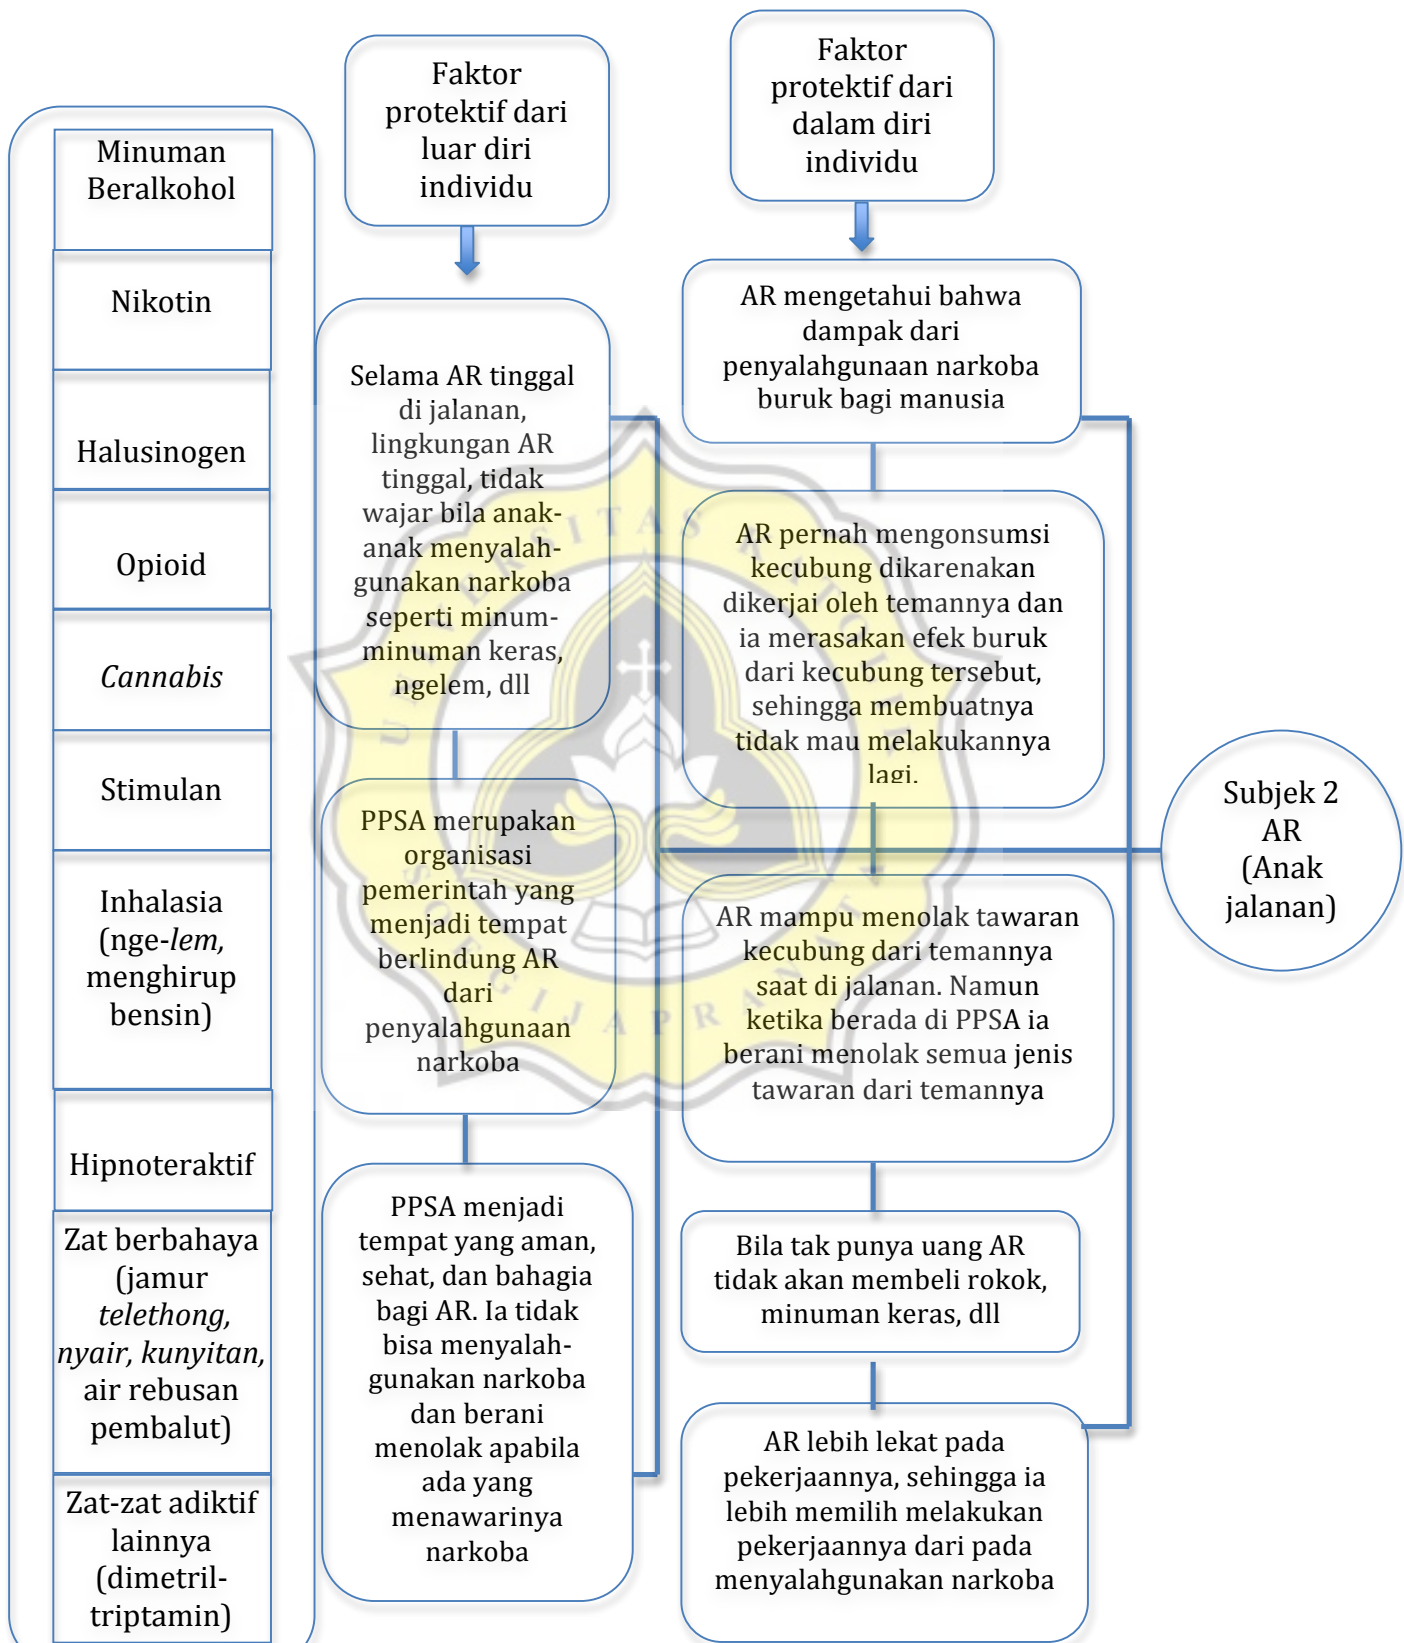 Minuman
Beralkohol
Nikotin
Halusinogen
Opioid
Cannabis
Stimulan
Inhalasia
(nge-lem,
menghirup
bensin)
Hipnoteraktif
Zat berbahaya
(jamur
telethong,
nyair, kunyitan,
air rebusan
pembalut)
Zat-zat adiktif
lainnya
(dimetril-
triptamin)
Faktor
protektif dari
luar diri
individu
Selama AR tinggal
di jalanan,
lingkungan AR
tinggal, tidak
wajar bila anak-
anak menyalah-
gunakan narkoba
seperti minum-
minuman keras,
ngelem, dll
PPSA merupakan
organisasi
pemerintah yang
menjadi tempat
berlindung AR
dari
penyalahgunaan
narkoba
PPSA menjadi
tempat yang aman,
sehat, dan bahagia
bagi AR. Ia tidak
bisa menyalah-
gunakan narkoba
dan berani
menolak apabila
ada yang
menawarinya
narkoba
Faktor
protektif dari
dalam diri
individu
AR mengetahui bahwa
dampak dari
penyalahgunaan narkoba
buruk bagi manusia
AR pernah mengonsumsi
kecubung dikarenakan
dikerjai oleh temannya dan
ia merasakan efek buruk
dari kecubung tersebut,
sehingga membuatnya
tidak mau melakukannya
lagi.
AR mampu menolak tawaran
kecubung dari temannya
saat di jalanan. Namun
ketika berada di PPSA ia
berani menolak semua jenis
tawaran dari temannya
Bila tak punya uang AR
tidak akan membeli rokok,
minuman keras, dll
AR lebih lekat pada
pekerjaannya, sehingga ia
lebih memilih melakukan
pekerjaannya dari pada
menyalahgunakan narkoba
Subjek 2
AR
(Anak
jalanan)
UNIVERSITAS KATOLIK
SOEGIJAPRANATA